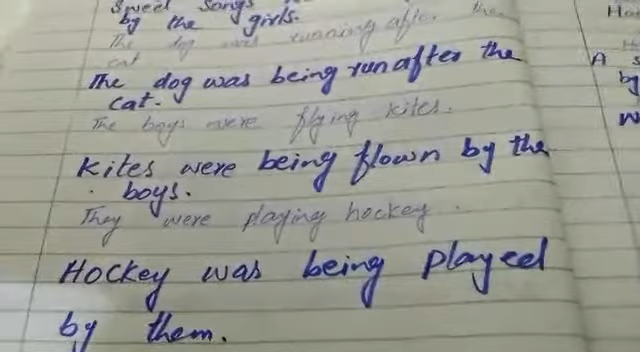 Sweet songs
by the girls.
The dog was running after the
cat
The dog was being run after the
cat.
The boys were flying kites.
Kites were being flown by the
boys.
They were playing hockey.
Hockey was being played
by them.
A s
by
w